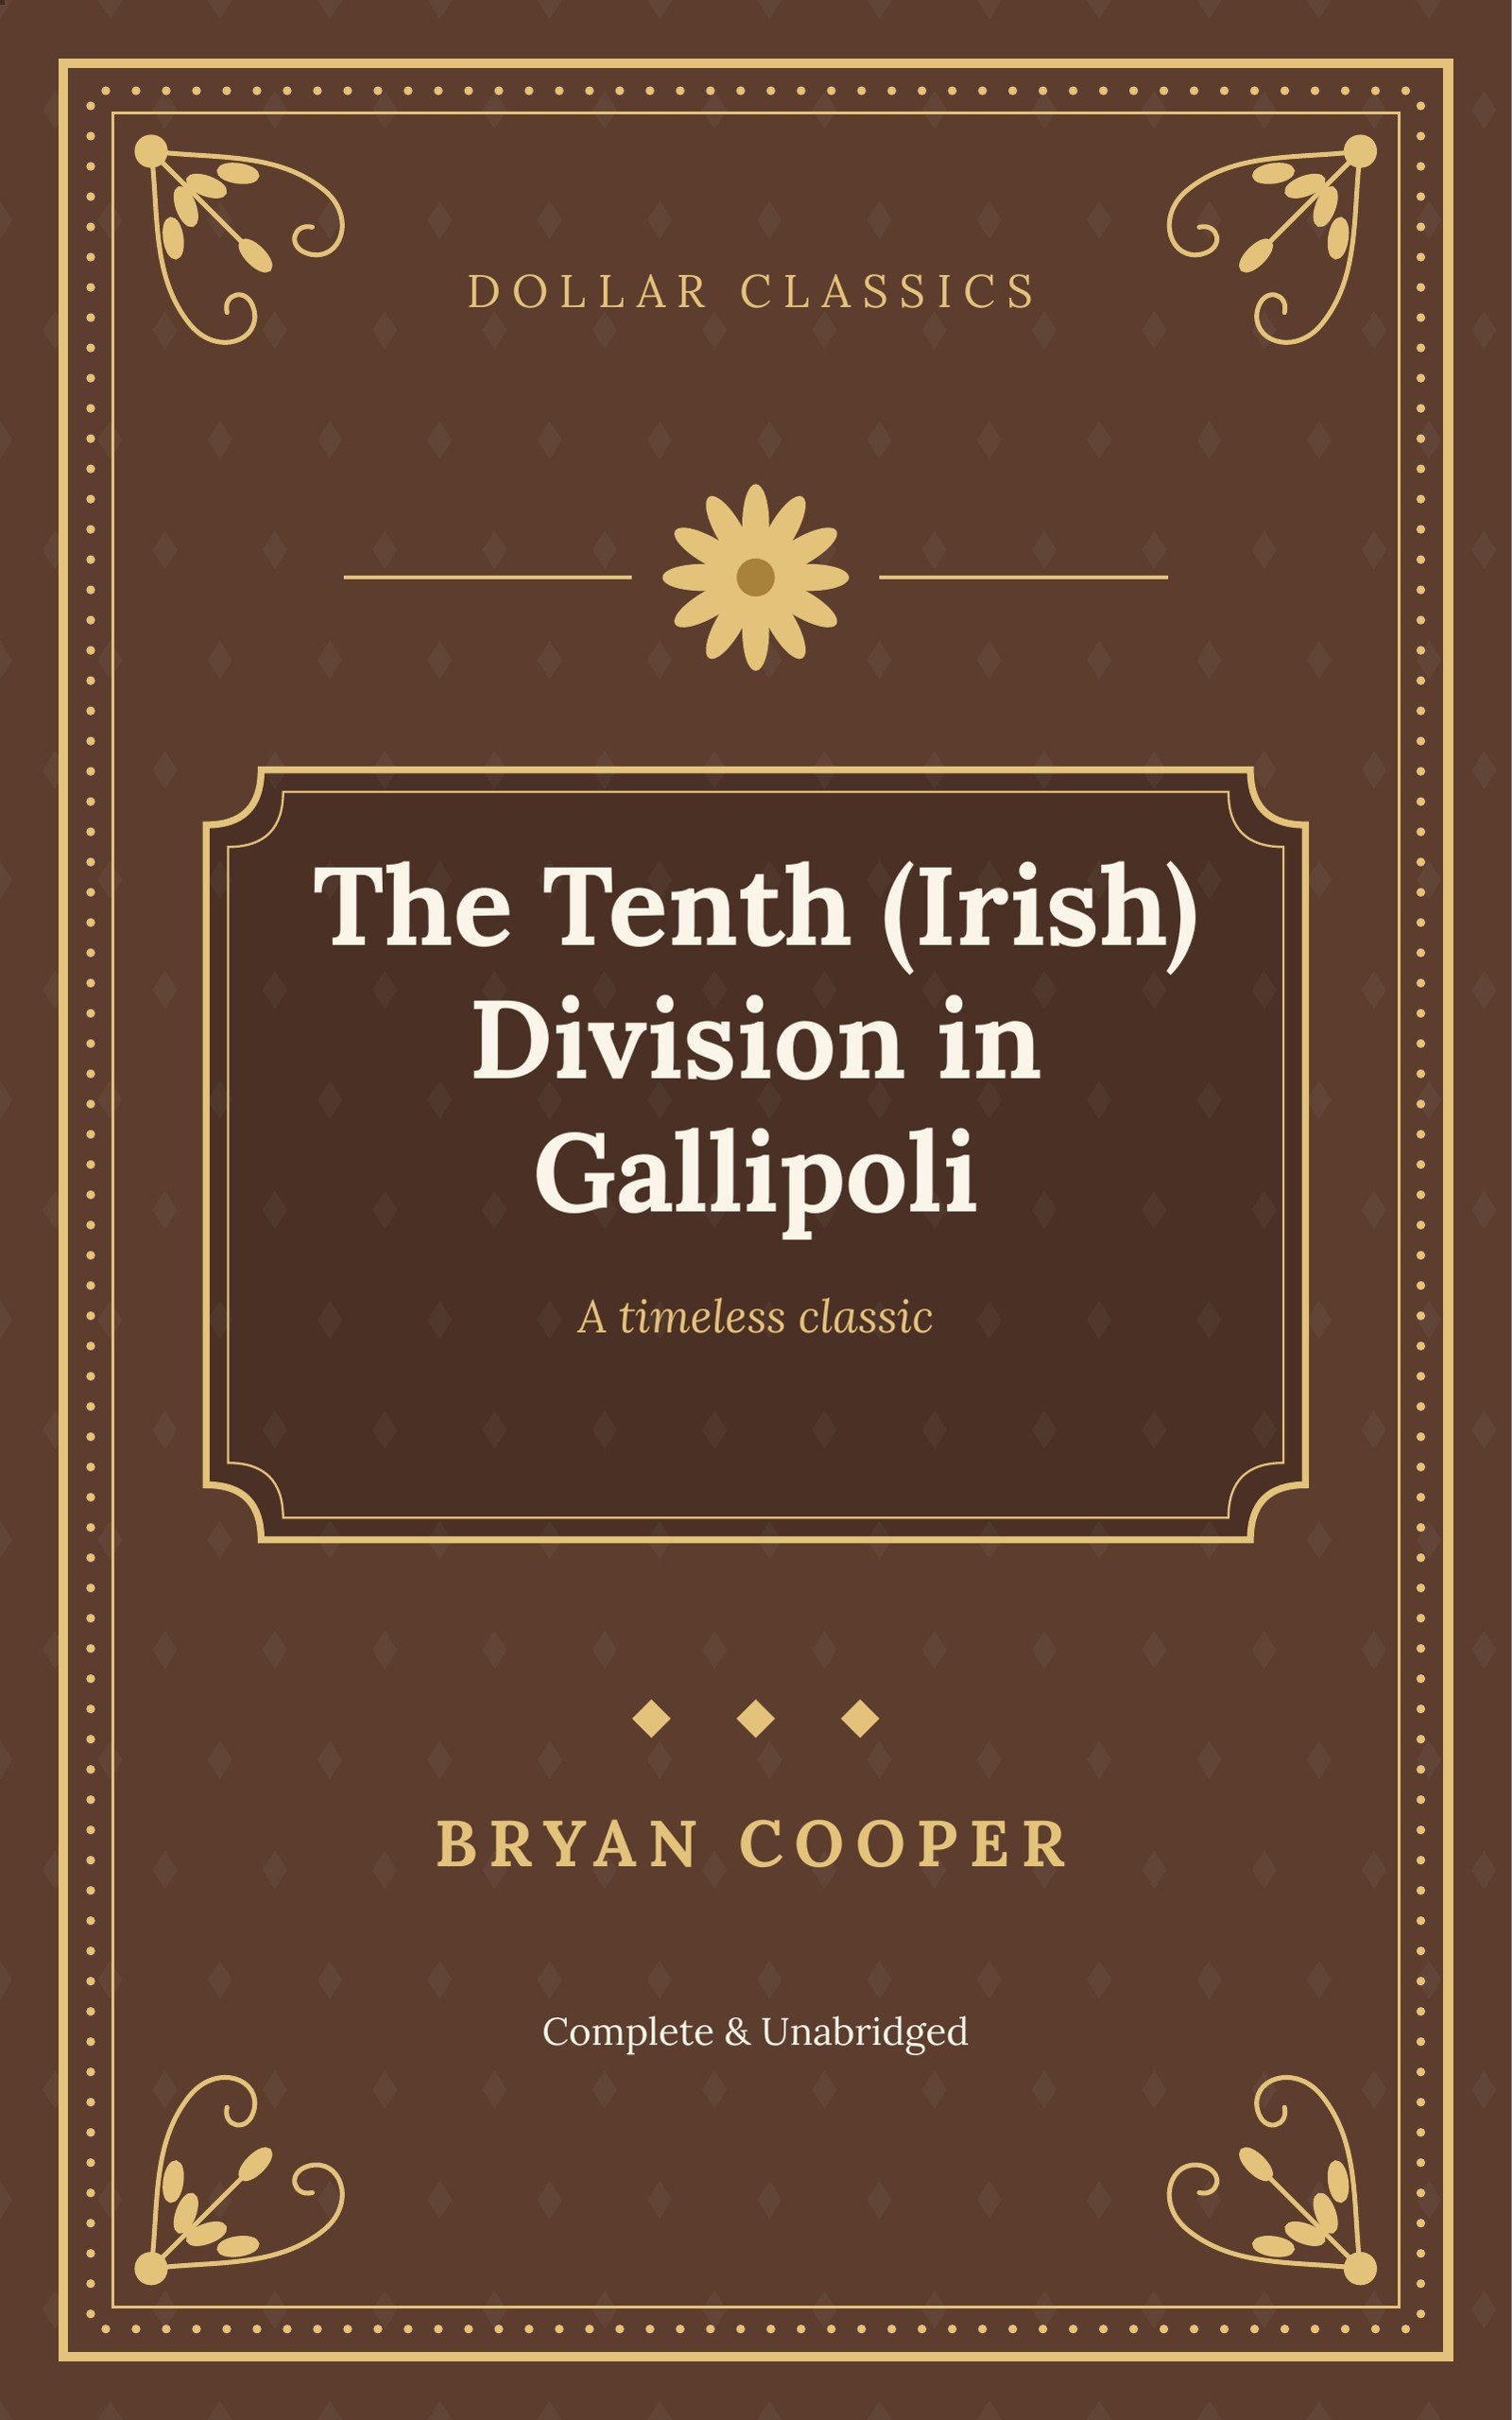 DOLLAR CLASSICS
The Tenth (Irish)
Division in
Gallipoli
A timeless classic
BRYAN COOPER
Complete & Unabridged